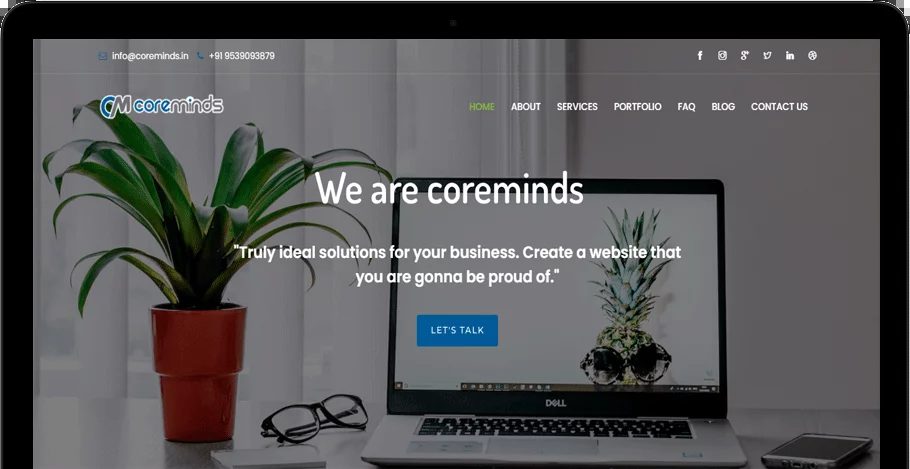 info@coreminds.in +91 9539093879
CM coreminds
HOME ABOUT SERVICES PORTFOLIO FAQ BLOG CONTACT US
We are coreminds
"Truly ideal solutions for your business. Create a website that
you are gonna be proud of."
LET'S TALK
DELL